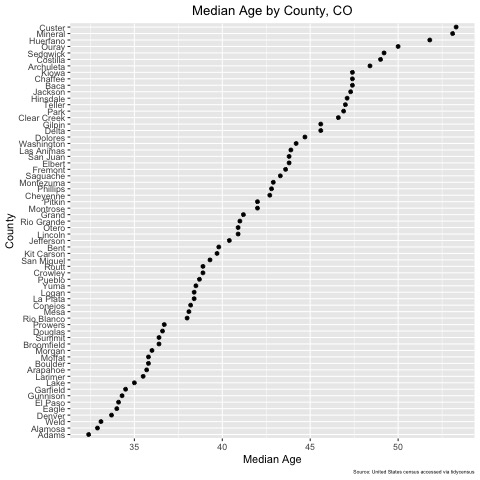 Median Age by County, CO
County
Custer
Mineral
Huerfano
Ouray
Sedgwick
Costilla
Archuleta
Kiowa
Chaffee
Baca
Jackson
Hinsdale
Teller
Park
Clear Creek
Gilpin
Delta
Dolores
Washington
Las Animas
San Juan
Elbert
Fremont
Saguache
Montezuma
Phillips
Cheyenne
Pitkin
Montrose
Grand
Rio Grande
Otero
Lincoln
Jefferson
Bent
Kit Carson
San Miguel
Routt
Crowley
Pueblo
Yuma
Logan
La Plata
Conejos
Mesa
Rio Blanco
Prowers
Douglas
Summit
Broomfield
Morgan
Moffat
Boulder
Arapahoe
Larimer
Lake
Garfield
Gunnison
El Paso
Eagle
Denver
Weld
Alamosa
Adams
35 40 45 50
Median Age
Source: United States census accessed via tidycensus